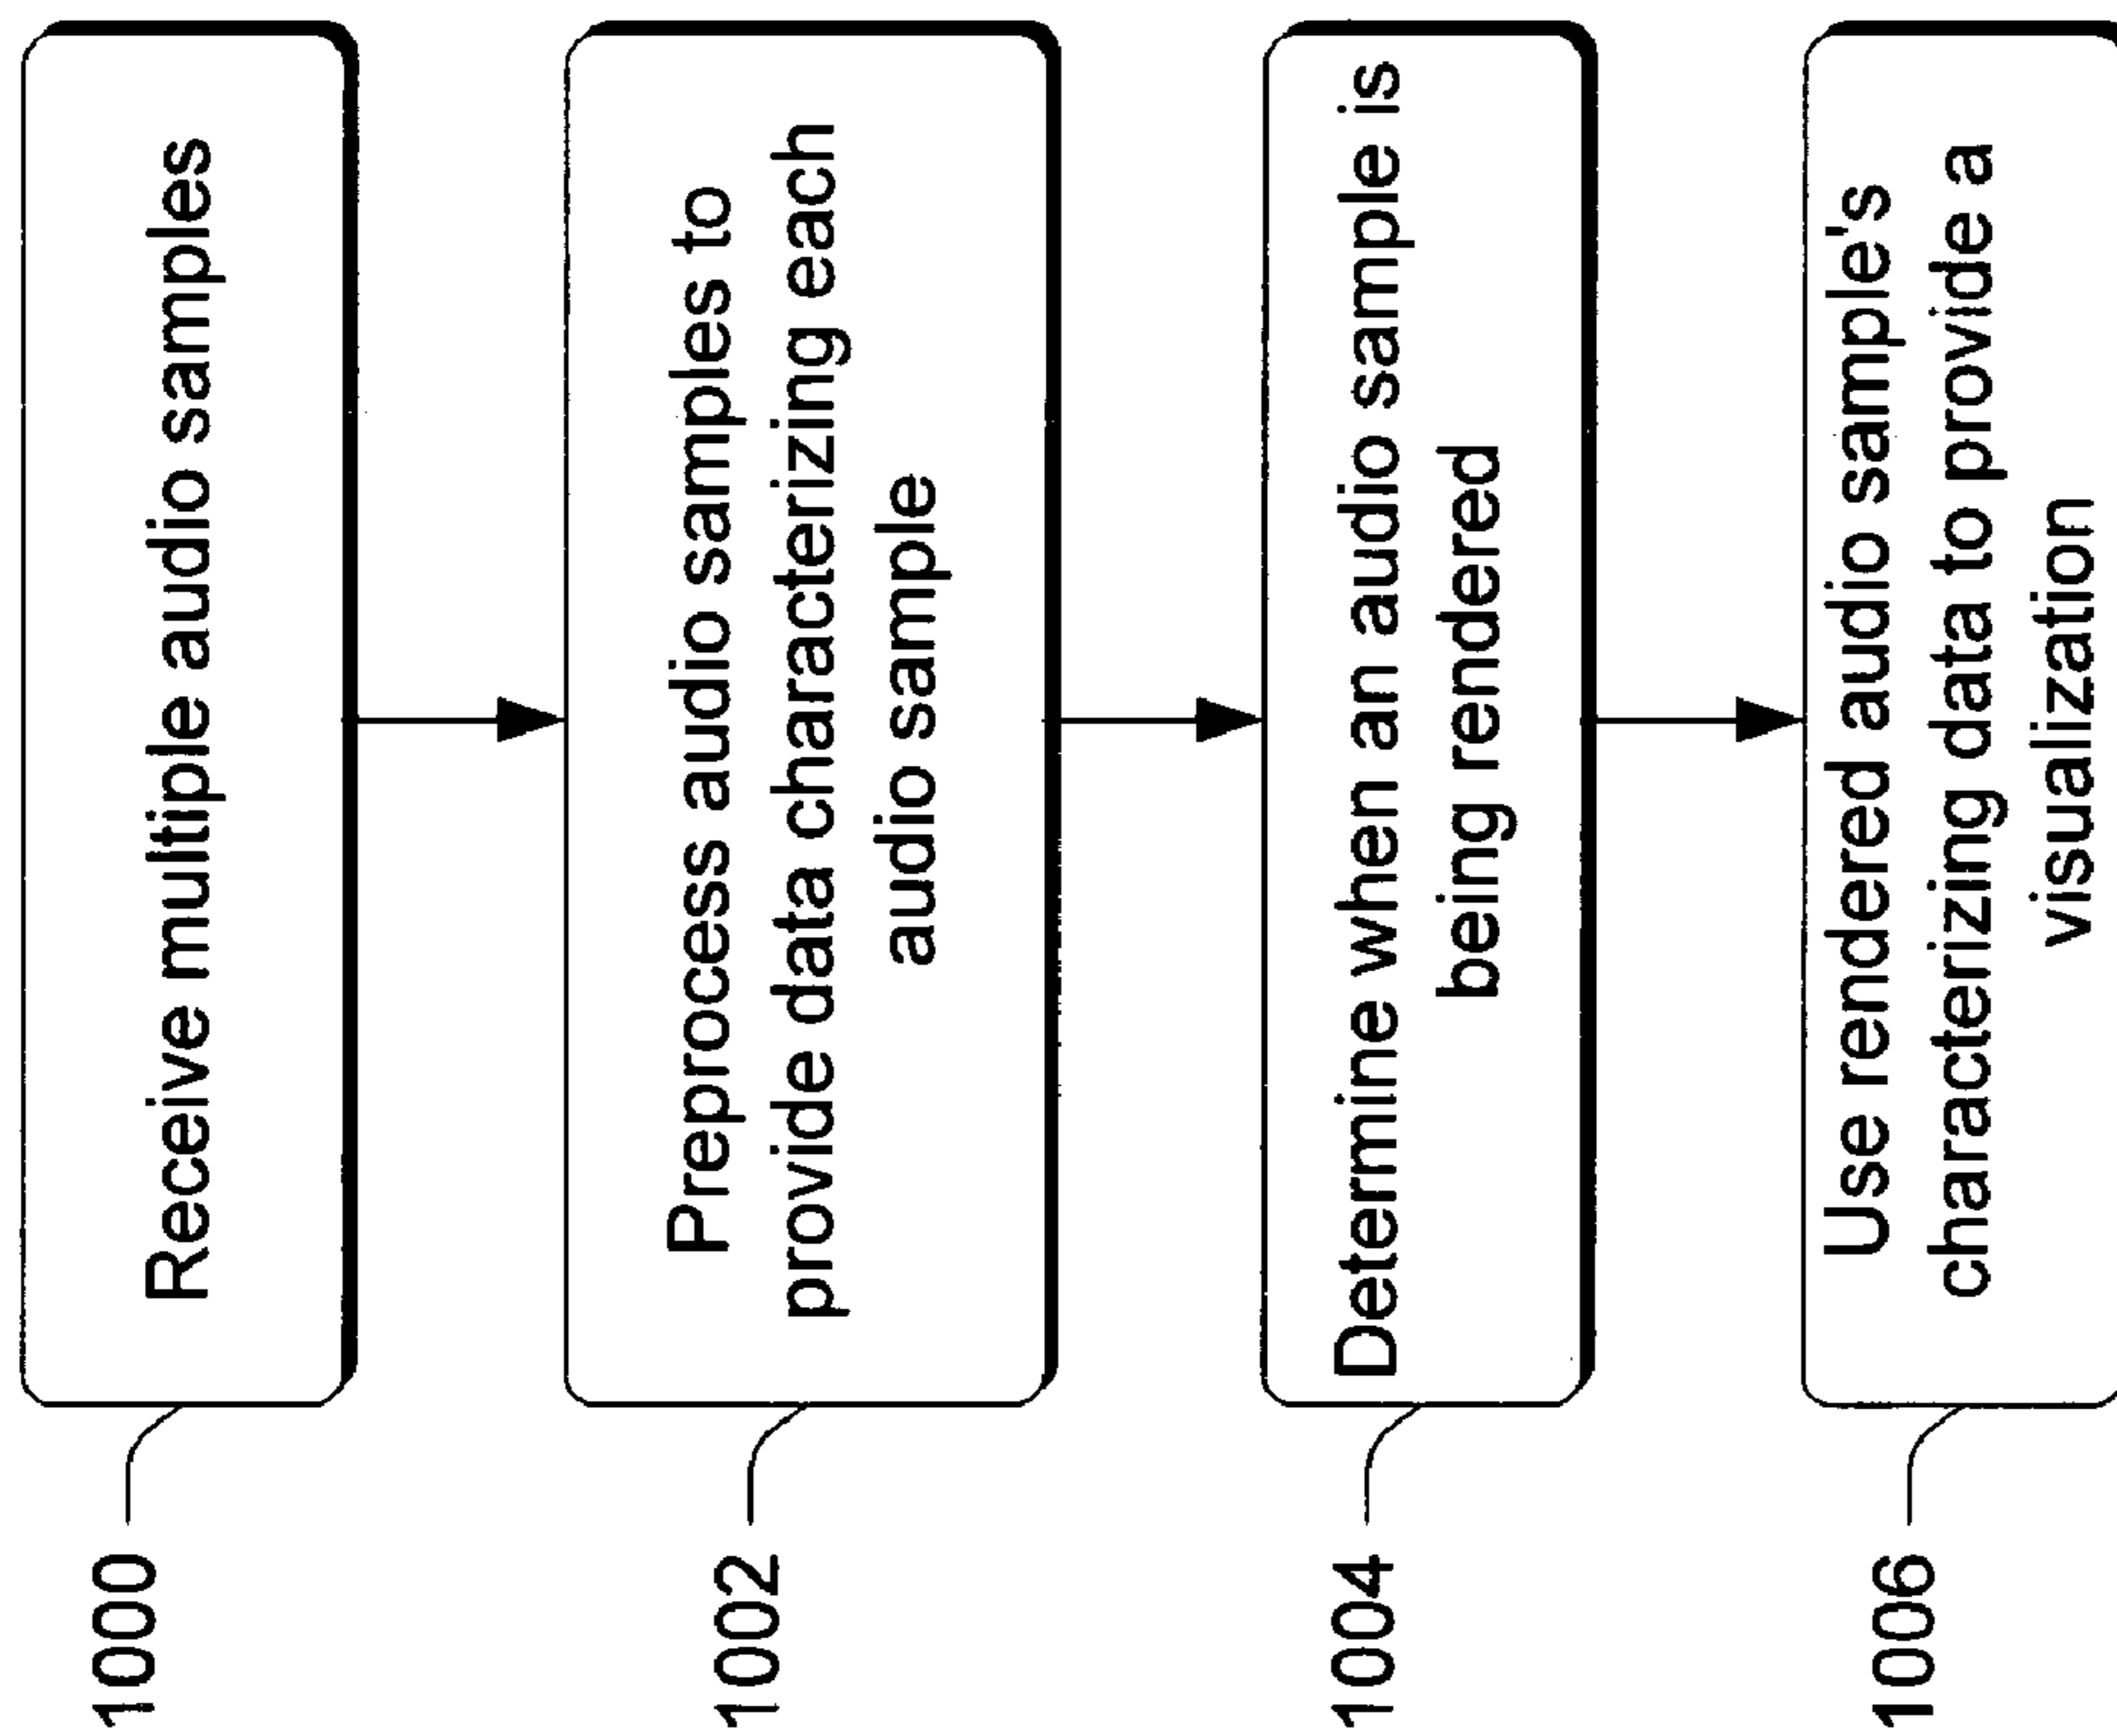 1000
Receive multiple audio samples
1002
Preprocess audio samples to
provide data characterizing each
audio sample
1004
Determine when an audio sample is
being rendered
1006
Use rendered audio sample's
characterizing data to provide a
visualization